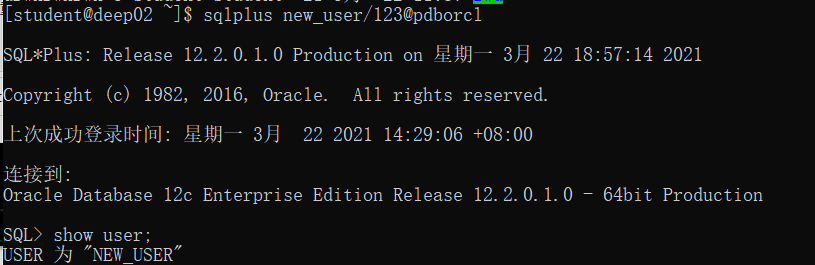 [student@deep02 ~]$ sqlplus new_user/123@pdborcl
SQL*Plus: Release 12.2.0.1.0 Production on 星期一 3月 22 18:57:14 2021
Copyright (c) 1982, 2016, Oracle.  All rights reserved.
上次成功登录时间: 星期一 3月  22 2021 14:29:06 +08:00
连接到:
Oracle Database 12c Enterprise Edition Release 12.2.0.1.0 - 64bit Production
SQL> show user;
USER 为 "NEW_USER"